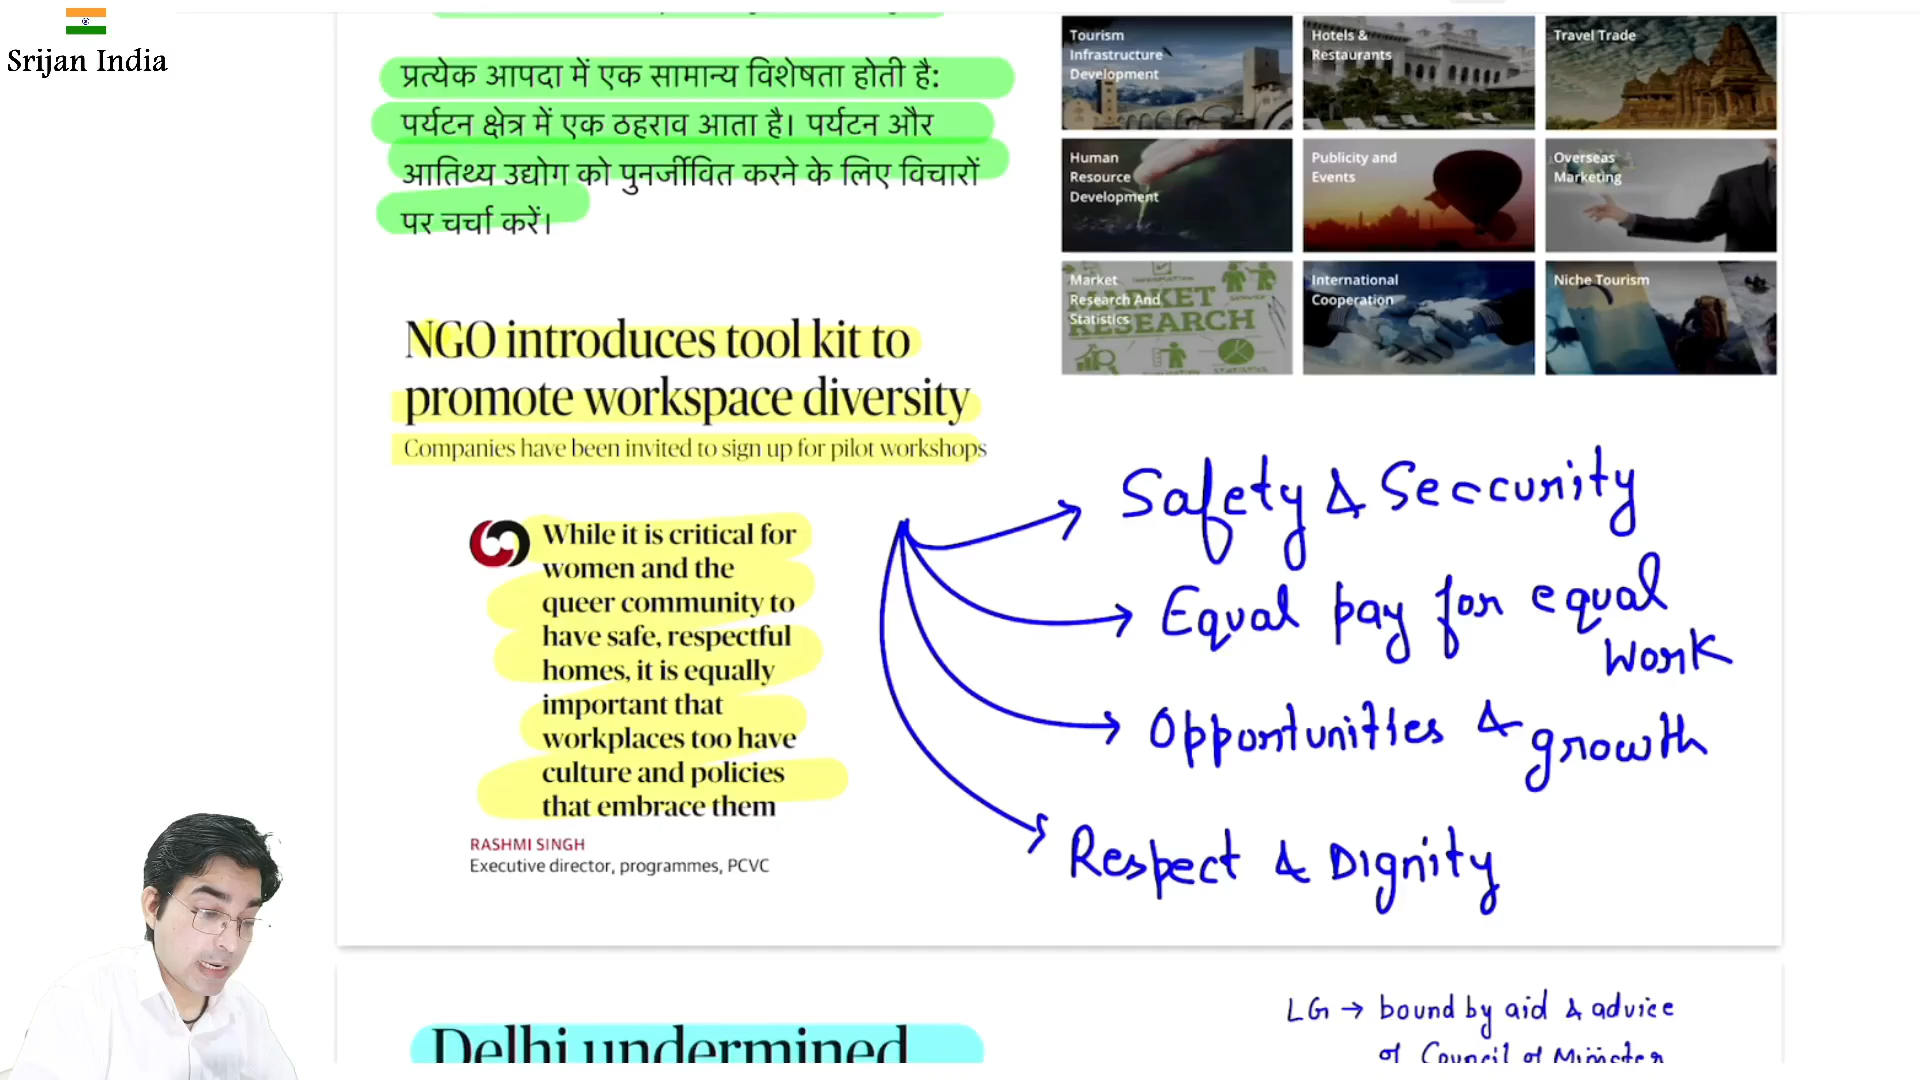 Srijan India
प्रत्येक आपदा में एक सामान्य विशेषता होती है:
पर्यटन क्षेत्र में एक ठहराव आता है। पर्यटन और
आतिथ्य उद्योग को पुनर्जीवित करने के लिए विचारों
पर चर्चा करें।
NGO introduces tool kit to
promote workspace diversity
Companies have been invited to sign up for pilot workshops
While it is critical for
women and the
queer community to
have safe, respectful
homes, it is equally
important that
workplaces too have
culture and policies
that embrace them
RASHMI SINGH
Executive director, programmes, PCVC
Tourism
Infrastructure
Development
Hotels &
Restaurants
Travel Trade
Human
Resource
Development
Publicity and
Events
Overseas
Marketing
Market
Research And
Statistics
MARKET
RESEARCH
International
Cooperation
Niche Tourism
Safety & Seccurity
Equal pay for equal
work
Opportunities & growth
Respect & Dignity
Delhi undermined
LG → bound by aid & advice
of Council of Minister